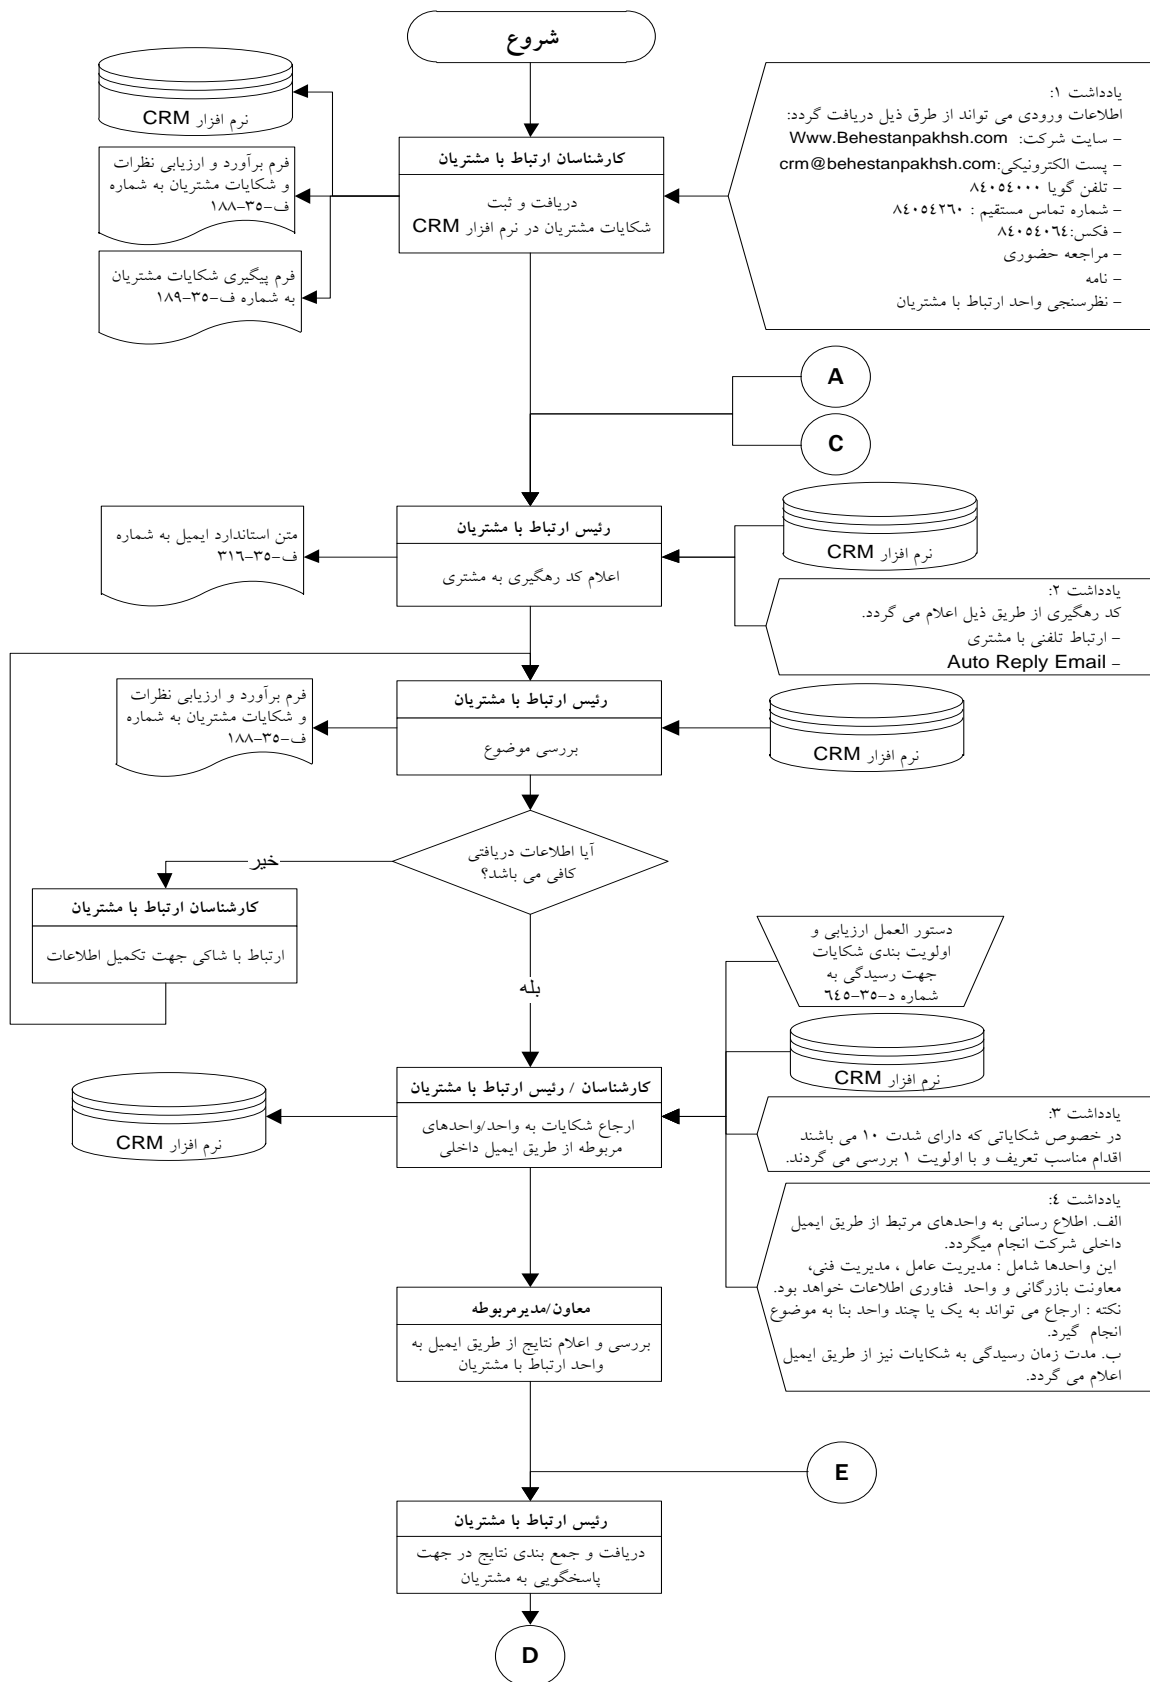 شروع
نرم افزار CRM
فرم برآورد و ارزیابی نظرات
و شکایات مشتریان به شماره
ف-۳۵-۱۸۸
فرم پیگیری شکایات مشتریان
به شماره ف-۳۵-۱۸۹
کارشناسان ارتباط با مشتریان
دریافت و ثبت
شکایات مشتریان در نرم افزار CRM
یادداشت ۱:
اطلاعات ورودی می تواند از طرق ذیل دریافت گردد:
- سایت شرکت: Www.Behestanpakhsh.com
- پست الکترونیکی:crm@behestanpakhsh.com
- تلفن گویا ۸٤۰٥٤۰۰۰
- شماره تماس مستقیم : ۸٤۰٥٤۲٦۰
- فکس:۸٤۰٥٤۰٦٤
- مراجعه حضوری
- نامه
- نظرسنجی واحد ارتباط با مشتریان
A
C
رئیس ارتباط با مشتریان
اعلام کد رهگیری به مشتری
متن استاندارد ایمیل به شماره
ف-۳۵-۳۱٦
نرم افزار CRM
یادداشت ۲:
کد رهگیری از طریق ذیل اعلام می گردد.
- ارتباط تلفنی با مشتری
- Auto Reply Email
رئیس ارتباط با مشتریان
بررسی موضوع
فرم برآورد و ارزیابی نظرات
و شکایات مشتریان به شماره
ف-۳۵-۱۸۸
نرم افزار CRM
آیا اطلاعات دریافتی
کافی می باشد؟
خیر
بله
کارشناسان ارتباط با مشتریان
ارتباط با شاکی جهت تکمیل اطلاعات
دستور العمل ارزیابی و
اولویت بندی شکایات
جهت رسیدگی به
شماره د-۳۵-٦٤٥
نرم افزار CRM
کارشناسان / رئیس ارتباط با مشتریان
ارجاع شکایات به واحد/واحدهای
مربوطه از طریق ایمیل داخلی
نرم افزار CRM
یادداشت ۳:
در خصوص شکایاتی که دارای شدت ۱۰ می باشند
اقدام مناسب تعریف و با اولویت ۱ بررسی می گردند.
یادداشت ٤:
الف. اطلاع رسانی به واحدهای مرتبط از طریق ایمیل
داخلی شرکت انجام میگردد.
این واحدها شامل : مدیریت عامل ، مدیریت فنی،
معاونت بازرگانی و واحد فناوری اطلاعات خواهد بود.
نکته : ارجاع می تواند به یک یا چند واحد بنا به موضوع
انجام گیرد.
ب. مدت زمان رسیدگی به شکایات نیز از طریق ایمیل
اعلام می گردد.
معاون/مدیرمربوطه
بررسی و اعلام نتایج از طریق ایمیل به
واحد ارتباط با مشتریان
E
رئیس ارتباط با مشتریان
دریافت و جمع بندی نتایج در جهت
پاسخگویی به مشتریان
D